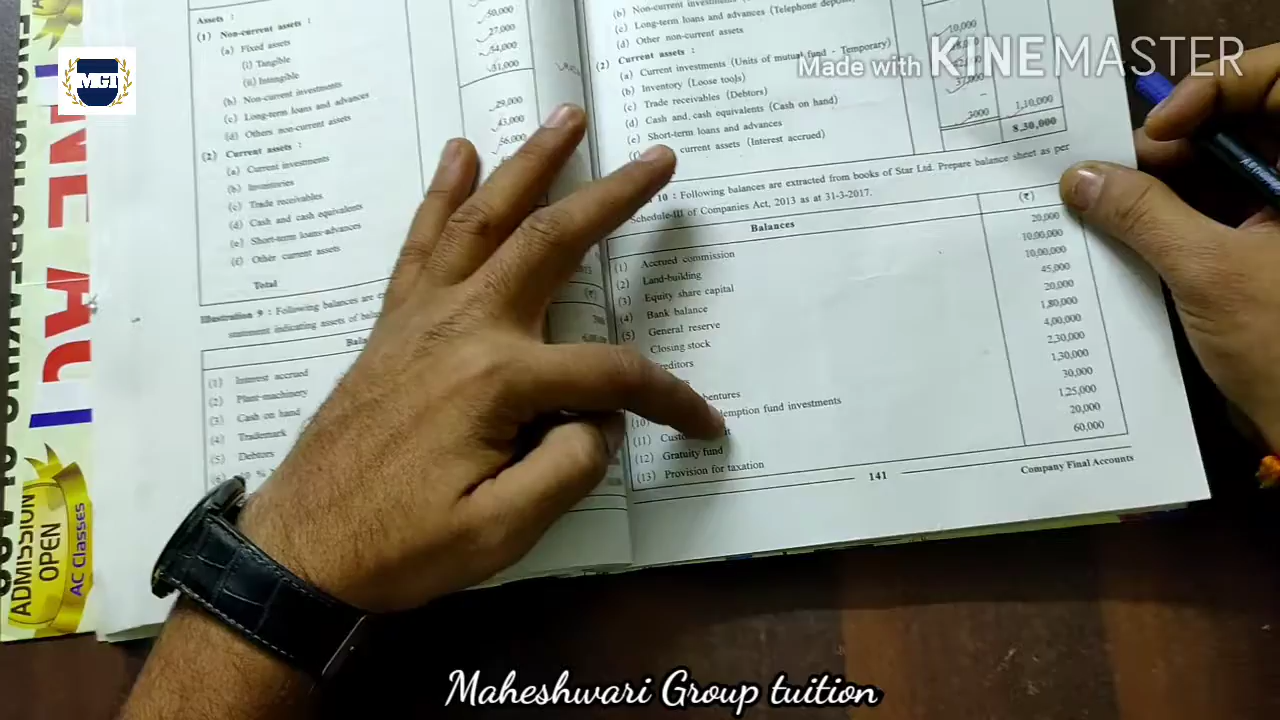 MGT
Made with KINEMASTER
ADMISSION OPEN
AC Classes
Assets :
(1) Non-current assets :
(a) Fixed assets
(i) Tangible
(ii) Intangible
(b) Non-current investments
(c) Long-term loans and advances
(d) Others non-current assets
(2) Current assets :
(a) Current investments
(b) Inventories
(c) Trade receivables
(d) Cash and cash equivalents
(e) Short-term loans-advances
(f) Other current assets
Total
50,000
27,000
54,000
31,000
29,000
43,000
56,000
Illustration 9 : Following balances are
statement indicating assets of
(1) Interest accrued
(2) Plant-machinery
(3) Cash on hand
(4) Trademark
(5) Debtors
(b) Non-current
(c) Long-term loans and advances (Telephone
(d) Other non-current assets
(2) Current assets :
(a) Current investments (Units of mutual fund - Temporary)
(b) Inventory (Loose tools)
(c) Trade receivables (Debtors)
(d) Cash and cash equivalents (Cash on hand)
(e) Short-term loans and advances
current assets (Interest accrued)
10,000
37,000
-
3000 1,10,000
8,30,000
10 : Following balances are extracted from books of Star Ltd. Prepare balance sheet as per
Schedule-III of Companies Act, 2013 as at 31-3-2017.
Balances (₹)
(1) Accrued commission 20,000
(2) Land-building 10,00,000
(3) Equity share capital 10,00,000
(4) Bank balance 45,000
(5) General reserve 20,000
Closing stock 1,80,000
Creditors 4,00,000
2,30,000
1,30,000
(10) fund investments 30,000
(11) 1,25,000
(12) Gratuity fund 20,000
(13) Provision for taxation 60,000
141 Company Final Accounts
Maheshwari Group tuition